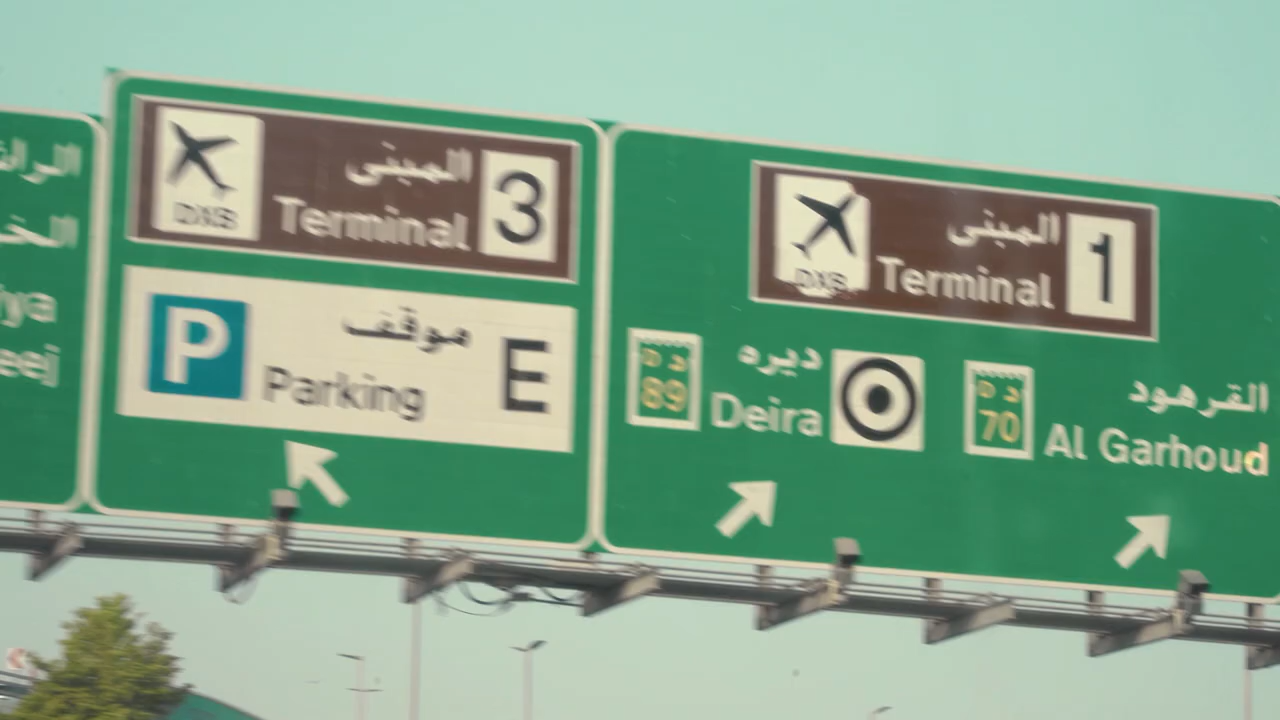 المبنى
DXB
Terminal
3
موقف
P
Parking
E
المبنى
DXB
Terminal
1
D د
89
ديره
Deira
D د
70
القرهود
Al Garhoud